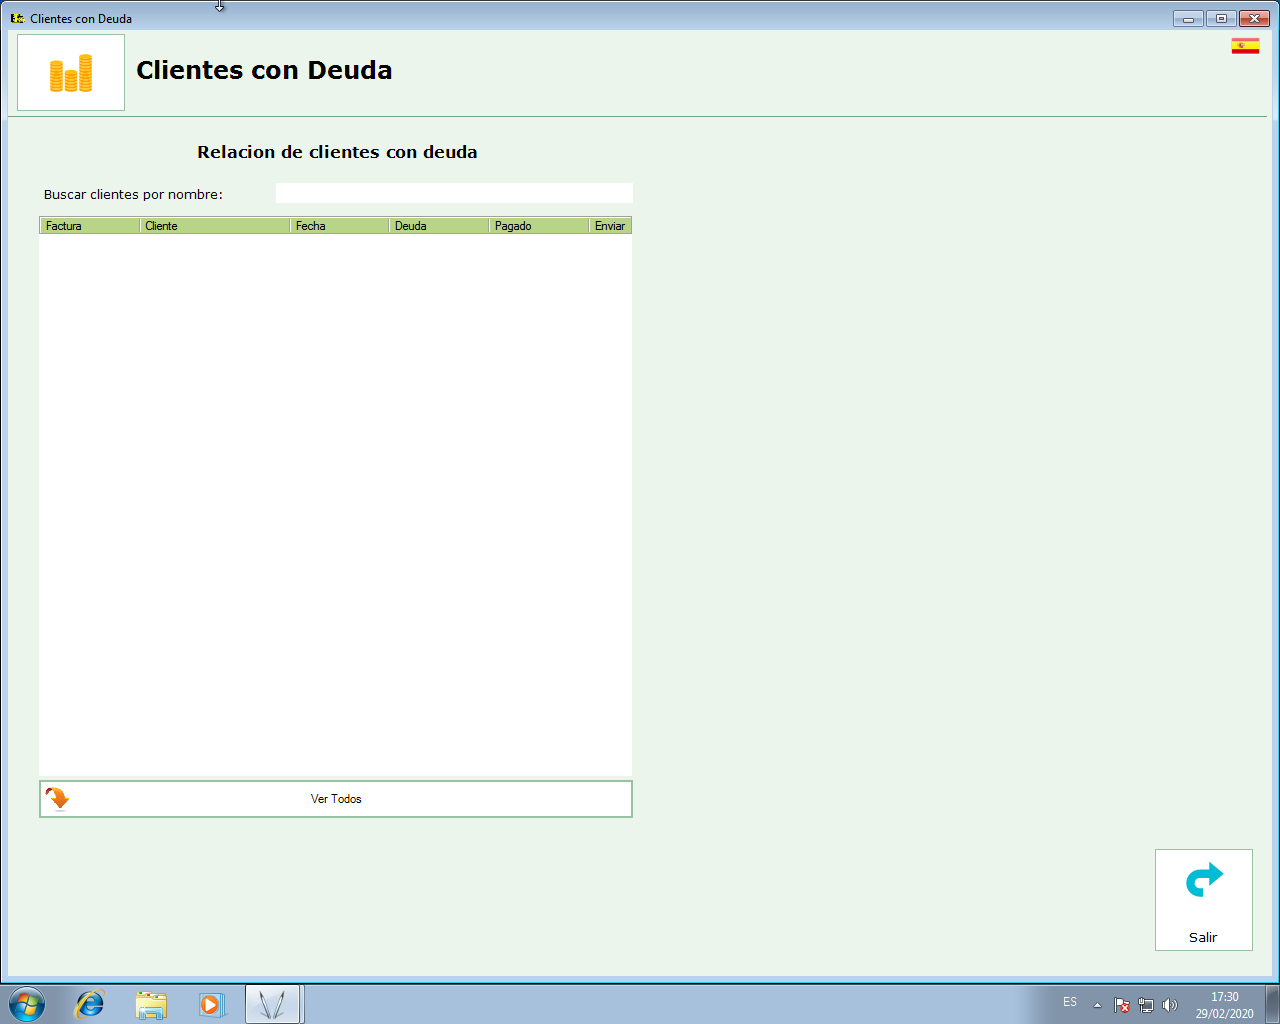 Clientes con Deuda
Clientes con Deuda
Relacion de clientes con deuda
Buscar clientes por nombre:
Factura Cliente Fecha Deuda Pagado Enviar
Ver Todos
Salir
ES
17:30
29/02/2020